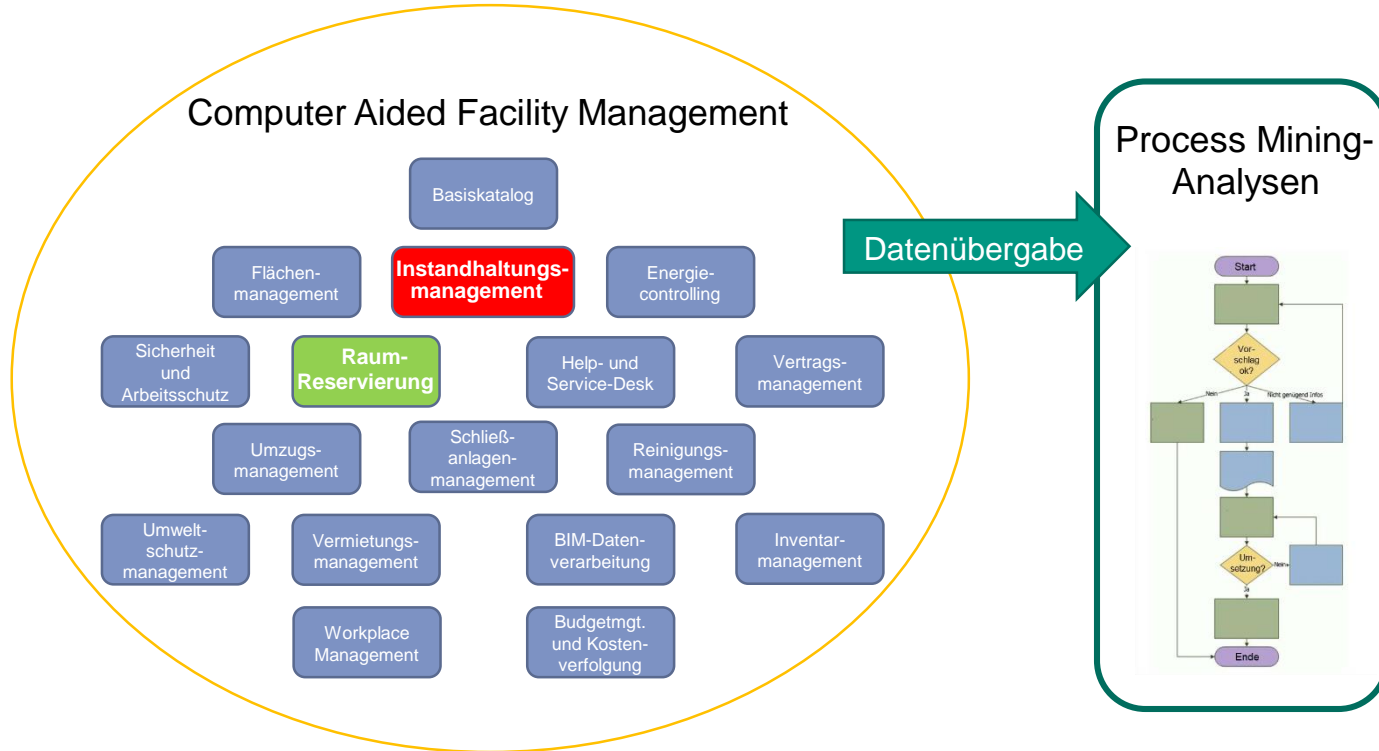 Computer Aided Facility Management
Basiskatalog
Flächen-
management
Instandhaltungs-
management
Energie-
controlling
Sicherheit
und
Arbeitsschutz
Raum-
Reservierung
Help- und
Service-Desk
Vertrags-
management
Umzugs-
management
Schließ-
anlagen-
management
Reinigungs-
management
Umwelt-
schutz-
management
Vermietungs-
management
BIM-Daten-
verarbeitung
Inventar-
management
Workplace
Management
Budgetmgt.
und Kosten-
verfolgung
Datenübergabe
Process Mining-
Analysen
Start
Vor-
schlag
ok?
Nein
Ja
Nicht genügend Infos
Um-
setzung?
Nein
Ja
Ende